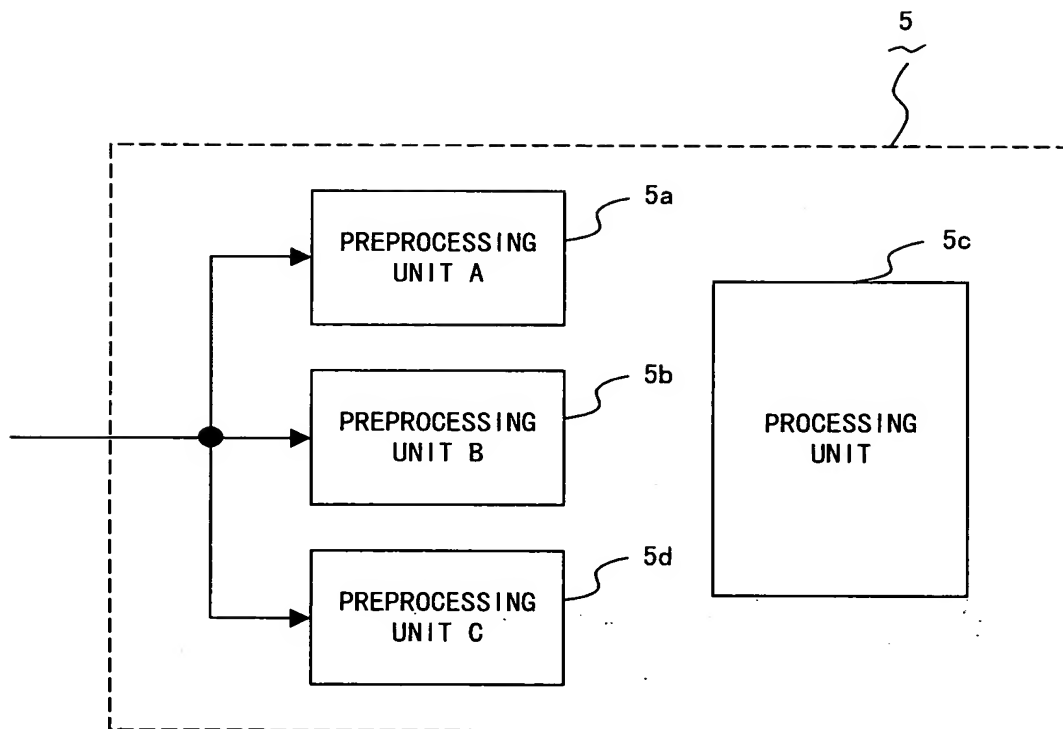 5
5a
PREPROCESSING
UNIT A
5c
5b
PREPROCESSING
UNIT B
PROCESSING
UNIT
5d
PREPROCESSING
UNIT C